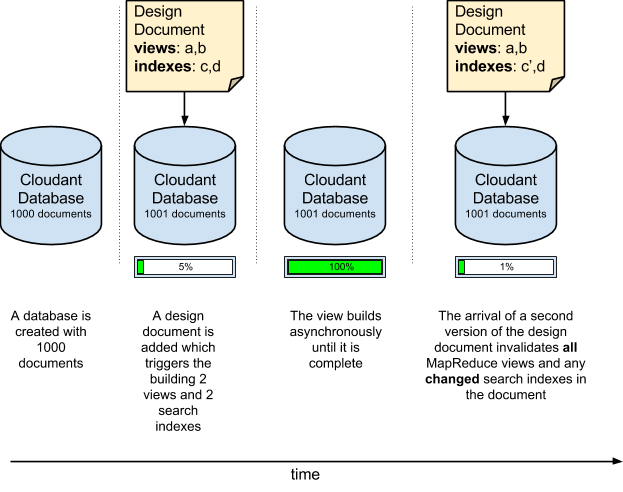 Design
Document
views: a,b
indexes: c,d
Design
Document
views: a,b
indexes: c',d
Cloudant
Database
1000 documents
Cloudant
Database
1001 documents
Cloudant
Database
1001 documents
Cloudant
Database
1001 documents
5%
100%
1%
A database is
created with
1000
documents
A design
document is
added which
triggers the
building 2
views and 2
search
indexes
The view builds
asynchronously
until it is
complete
The arrival of a second
version of the design
document invalidates all
MapReduce views and any
changed search indexes in
the document
time